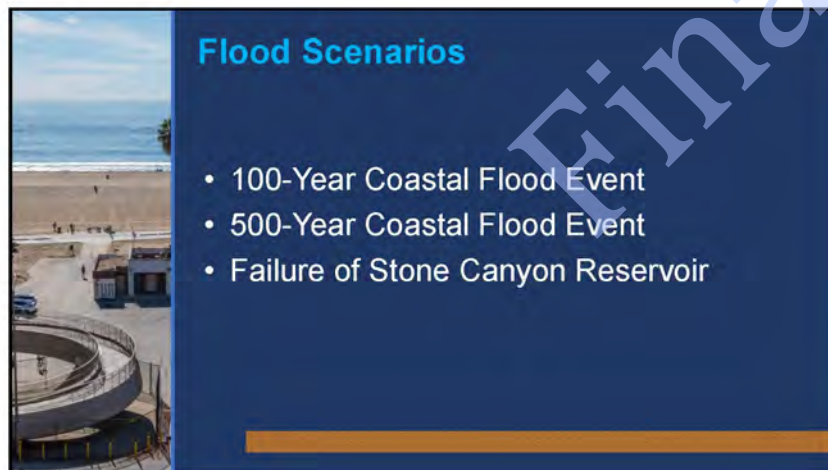 Flood Scenarios
• 100-Year Coastal Flood Event
• 500-Year Coastal Flood Event
• Failure of Stone Canyon Reservoir